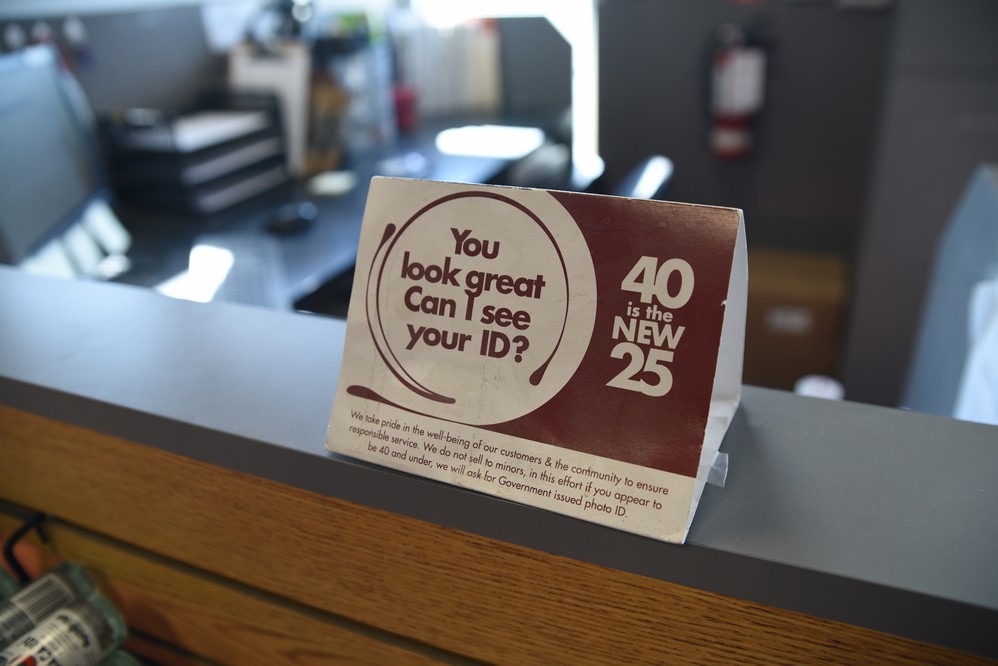 You
look great
Can I see
your ID?
40
is the
NEW
25
We take pride in the well-being of our customers & the community to ensure
responsible service. We do not sell to minors, in this effort if you appear to
be 40 and under, we will ask for Government issued photo ID.